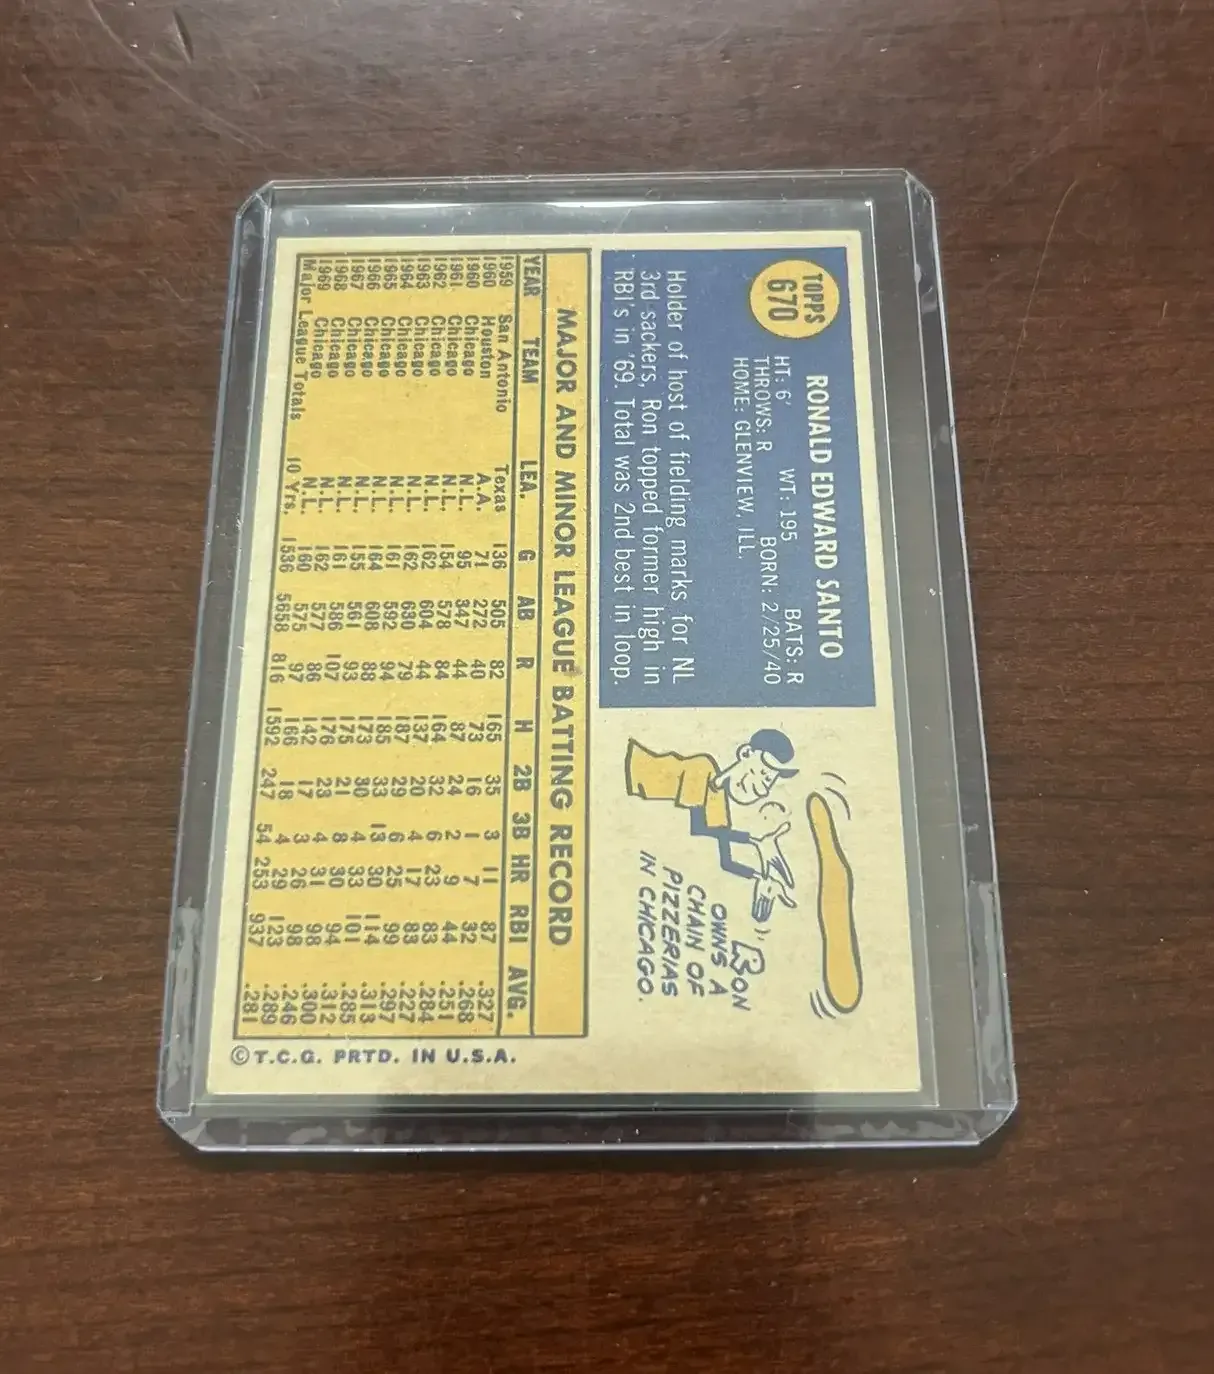 TOPPS
670
RONALD EDWARD SANTO
HT: 6' WT: 195 BATS: R
THROWS: R BORN: 2/25/40
HOME: GLENVIEW, ILL.
Holder of host of fielding marks for NL
3rd sackers, Ron topped former high in
RBI's in '69. Total was 2nd best in loop.
RON
OWNS A
CHAIN OF
PIZZERIAS
IN CHICAGO.
MAJOR AND MINOR LEAGUE BATTING RECORD
YEAR TEAM LEA. G AB R H 2B 3B HR RBI AVG.
1959 San Antonio Texas 136 505 82 165 35 3 11 87 .327
1960 Houston A.A. 71 272 40 73 16 1 7 32 .268
1960 Chicago N.L. 95 347 44 87 24 2 9 44 .251
1961 Chicago N.L. 154 578 84 164 32 6 23 83 .284
1962 Chicago N.L. 162 604 44 137 20 4 17 83 .227
1963 Chicago N.L. 162 630 79 187 29 6 25 99 .297
1964 Chicago N.L. 161 592 94 185 33 13 30 114 .313
1965 Chicago N.L. 164 608 88 173 30 4 33 101 .285
1966 Chicago N.L. 155 561 93 175 21 8 30 94 .312
1967 Chicago N.L. 161 586 107 176 23 4 31 98 .300
1968 Chicago N.L. 162 577 86 142 17 3 26 98 .246
1969 Chicago N.L. 160 575 97 166 18 4 29 123 .289
Major League Totals 10 Yrs. 1536 5658 816 1592 247 54 253 937 .281
©T.C.G. PRTD. IN U.S.A.